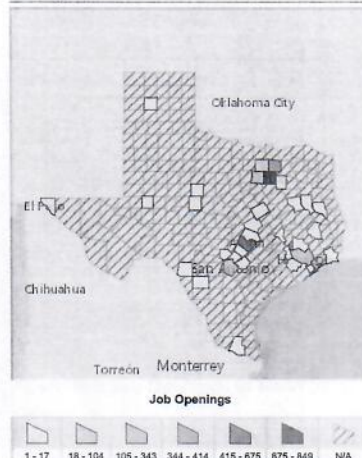 Oklahoma City
El Paso
San Antonio
Chihuahua
Torreón
Monterrey
Job Openings
1 - 17
18 - 104
105 - 343
344 - 414
415 - 675
675 - 849
N/A